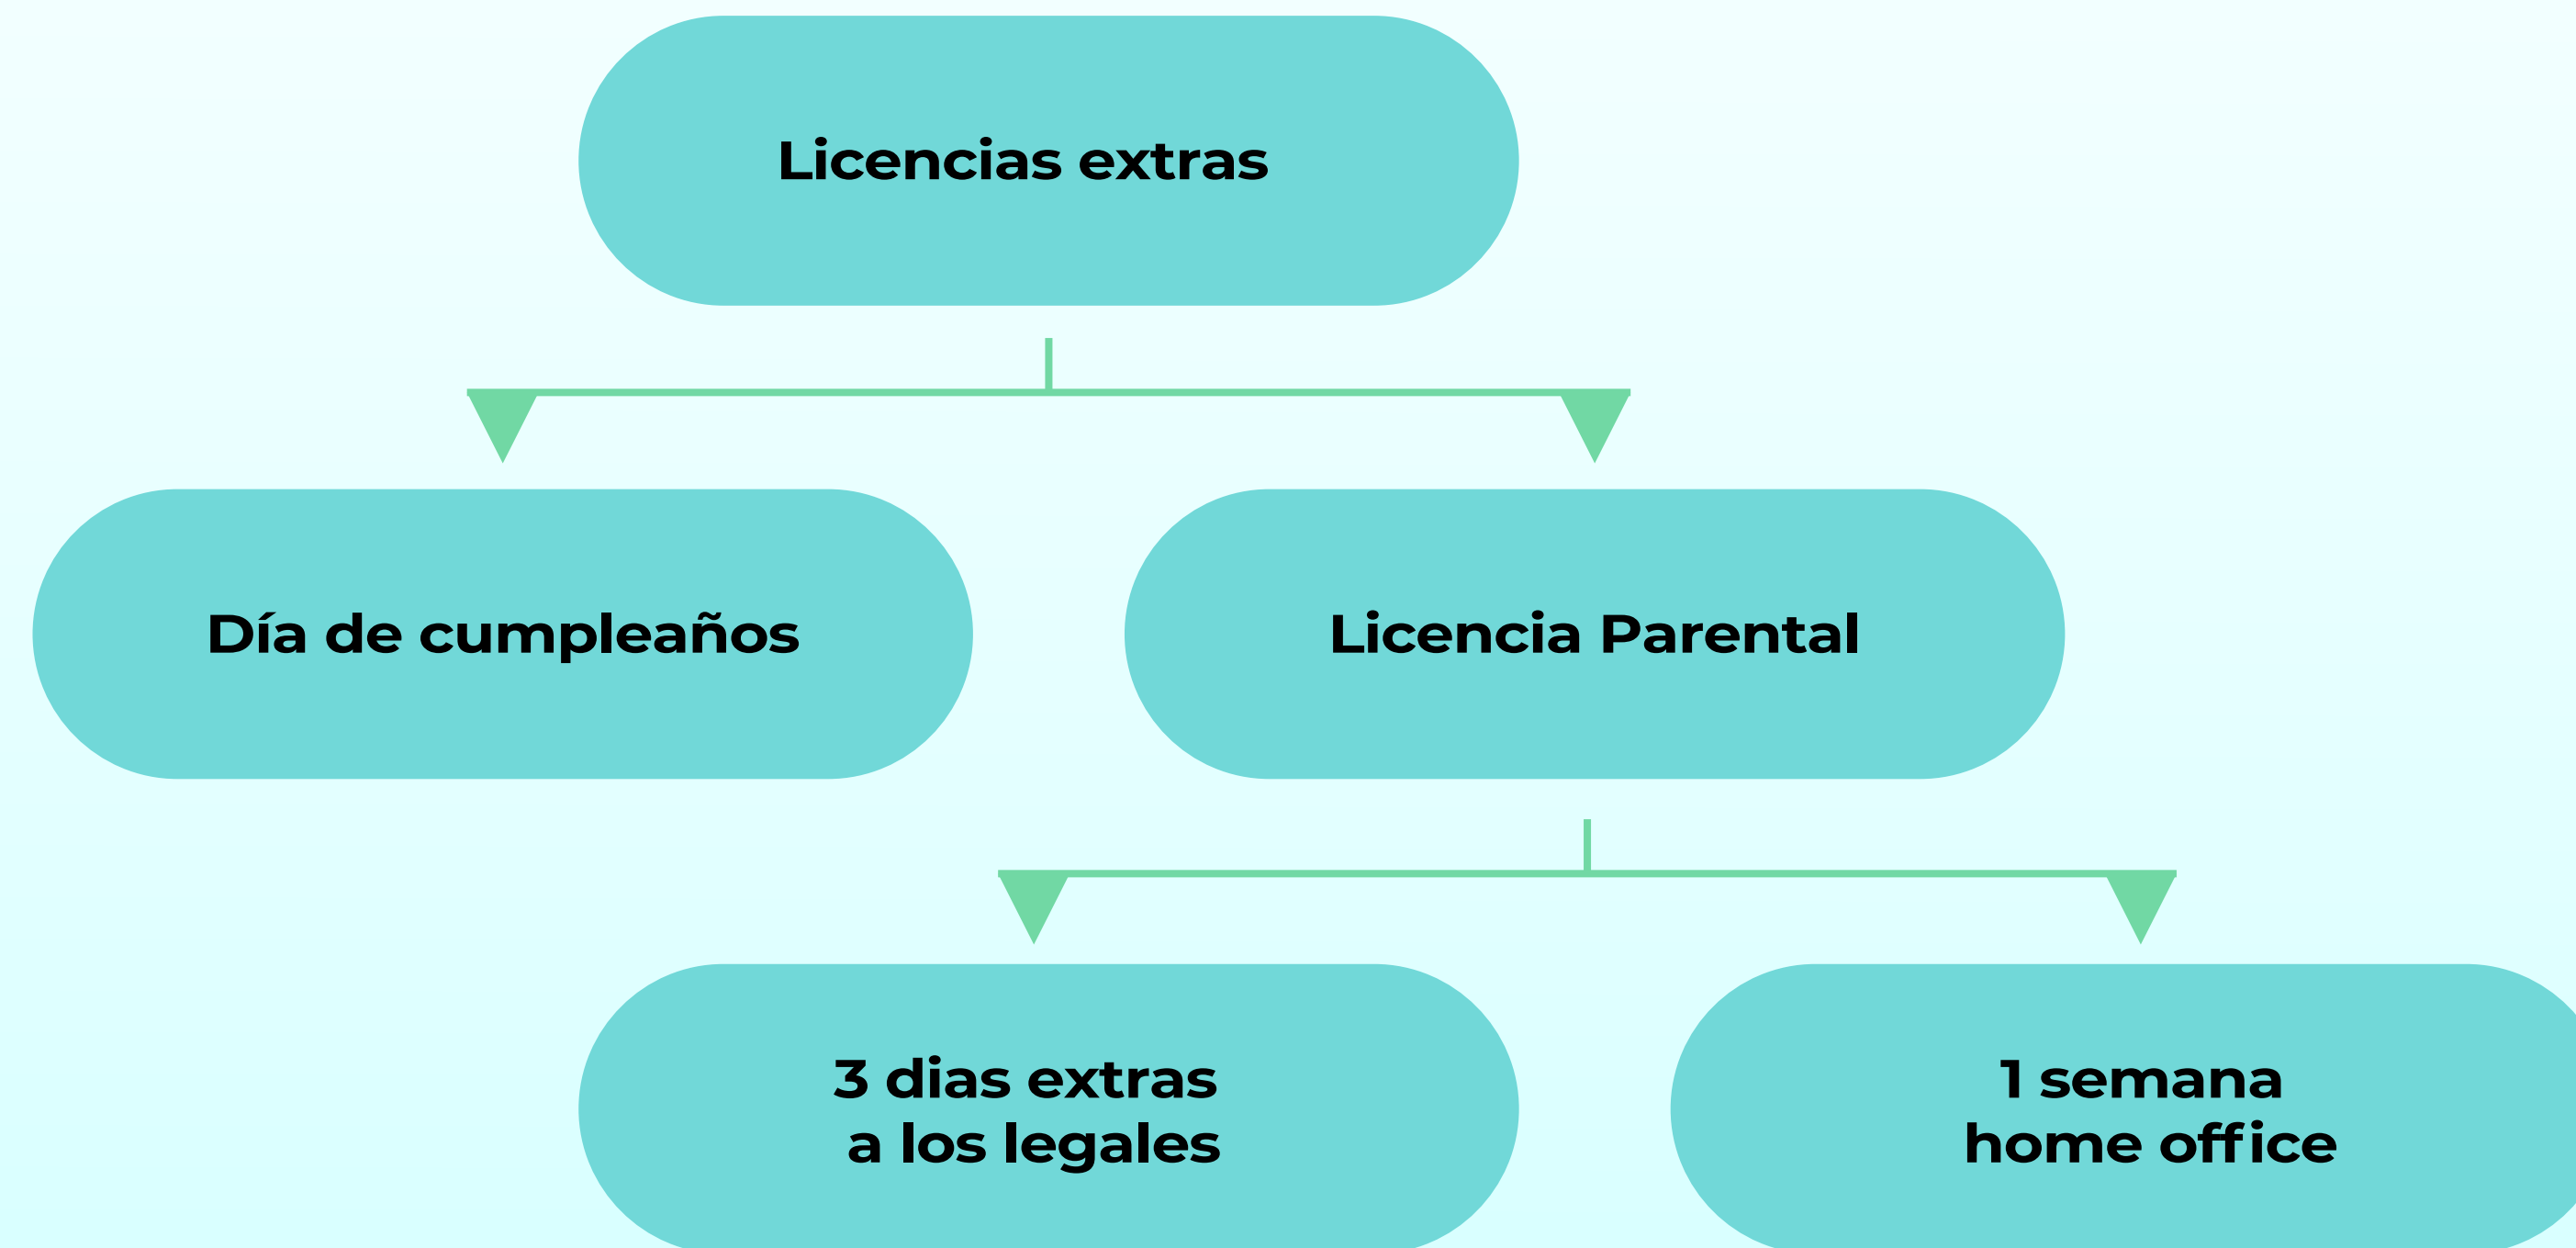 Licencias extras
Día de cumpleaños
Licencia Parental
3 dias extras
a los legales
1 semana
home office